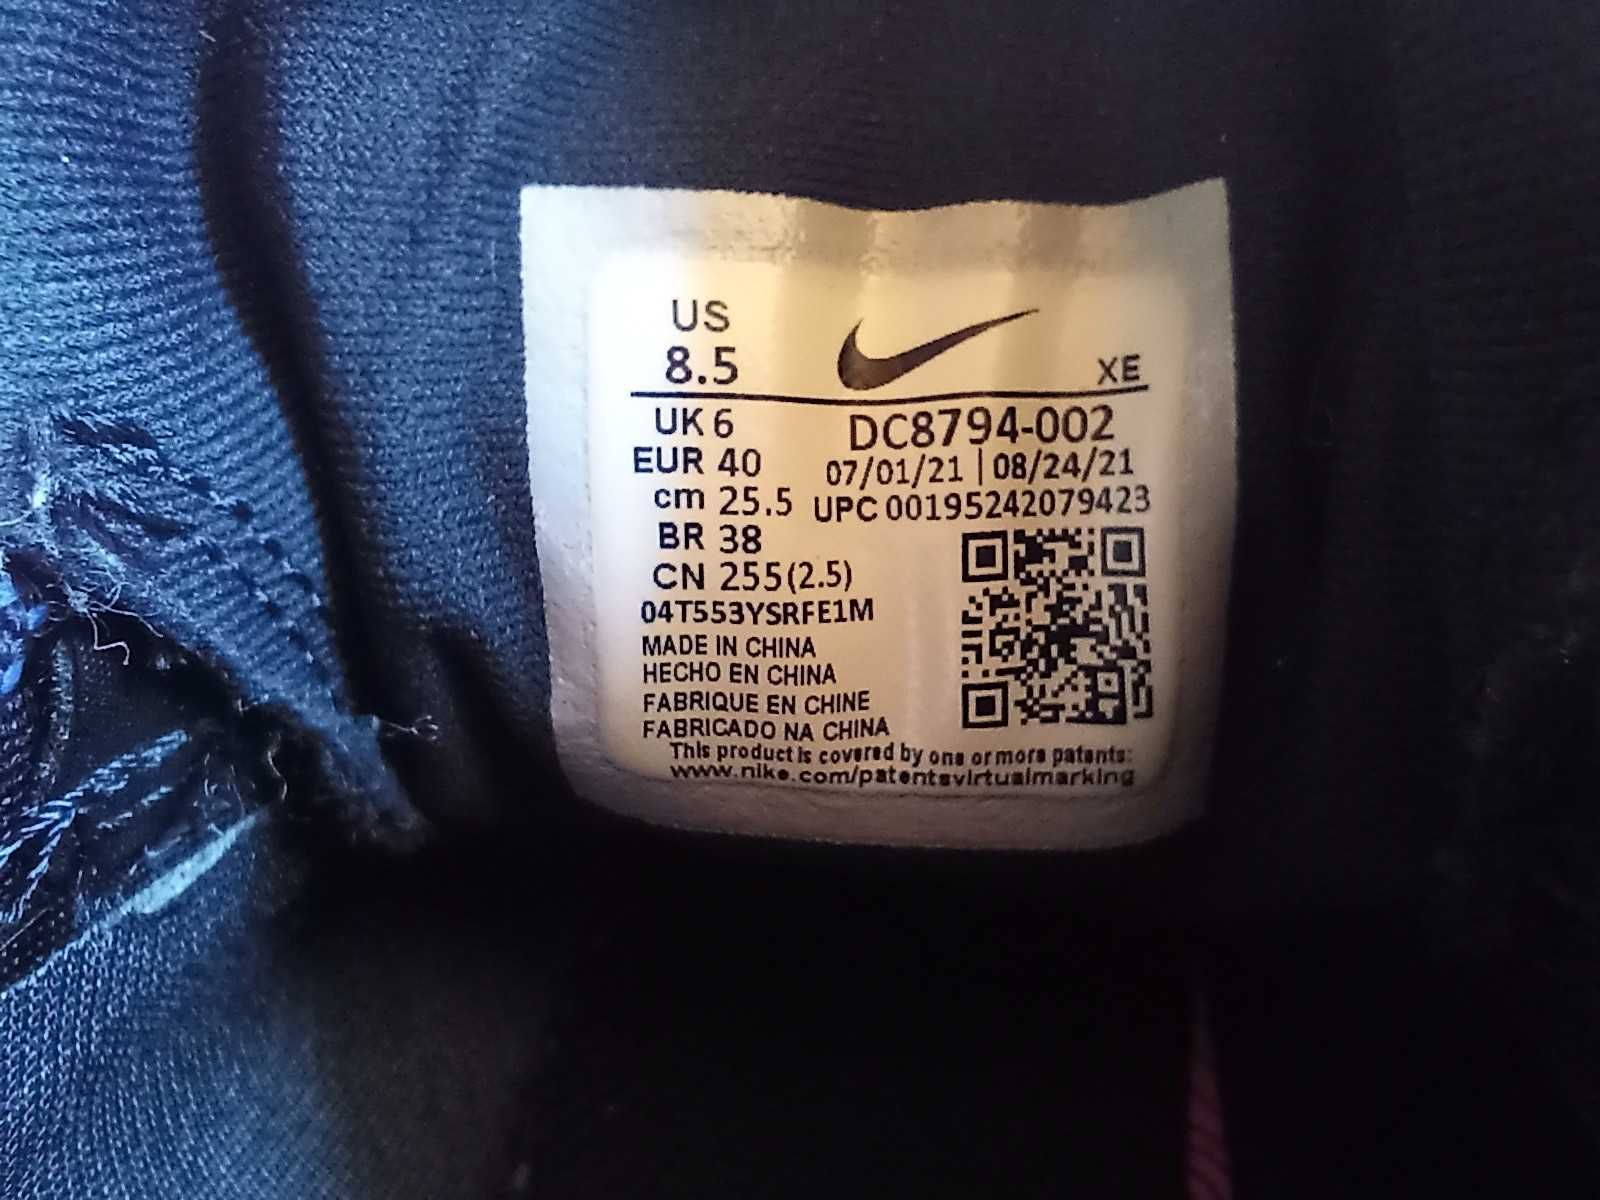 US
8.5
XE
UK 6 DC8794-002
EUR 40 07/01/21 | 08/24/21
cm 25.5 UPC 00195242079423
BR 38
CN 255(2.5)
04T553YSRFE1M
MADE IN CHINA
HECHO EN CHINA
FABRIQUE EN CHINE
FABRICADO NA CHINA
This product is covered by one or more patents:
www.nike.com/patentsvirtualmarking